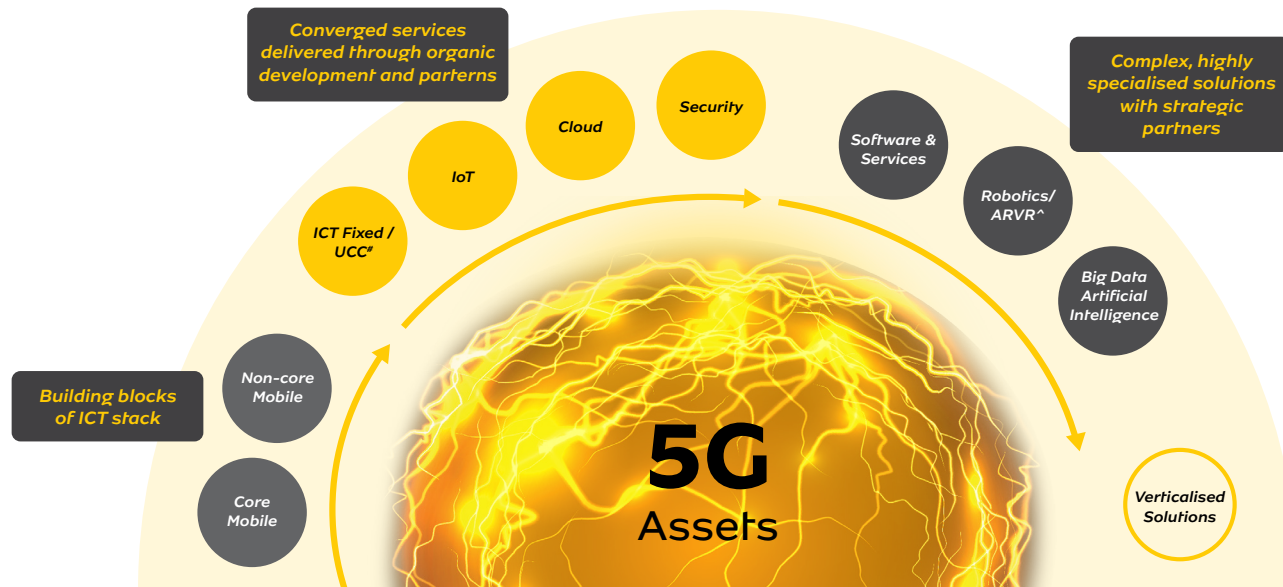 Converged services
delivered through organic
development and parterns
Complex, highly
specialised solutions
with strategic
partners
Security
Cloud
Software &
Services
IoT
Robotics/
ARVR^
ICT Fixed /
UCC#
Big Data
Artificial
Intelligence
Non-core
Mobile
Building blocks
of ICT stack
5G
Assets
Core
Mobile
Verticalised
Solutions